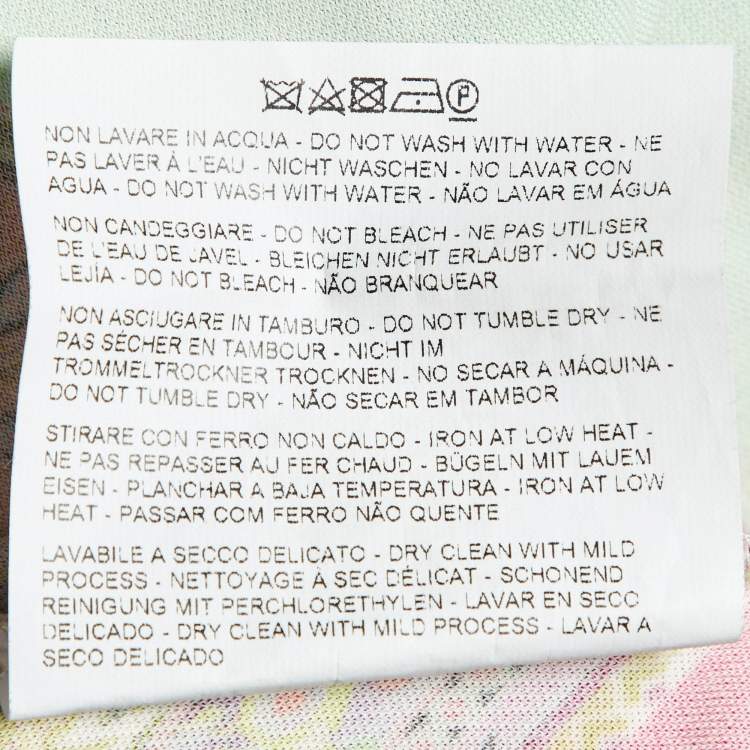 P
NON LAVARE IN ACQUA - DO NOT WASH WITH WATER - NE
PAS LAVER À L'EAU - NICHT WASCHEN - NO LAVAR CON
AGUA - DO NOT WASH WITH WATER - NÃO LAVAR EM ÁGUA
NON CANDEGGIARE - DO NOT BLEACH - NE PAS UTILISER
DE L'EAU DE JAVEL - BLEICHEN NICHT ERLAUBT - NO USAR
LEJÍA - DO NOT BLEACH - NÃO BRANQUEAR
NON ASCIUGARE IN TAMBURO - DO NOT TUMBLE DRY - NE
PAS SÉCHER EN TAMBOUR - NICHT IM
TROMMELTROCKNER TROCKNEN - NO SECAR A MÁQUINA -
DO NOT TUMBLE DRY - NÃO SECAR EM TAMBOR
STIRARE CON FERRO NON CALDO - IRON AT LOW HEAT -
NE PAS REPASSER AU FER CHAUD - BÜGELN MIT LAUEM
EISEN - PLANCHAR A BAJA TEMPERATURA - IRON AT LOW
HEAT - PASSAR COM FERRO NÃO QUENTE
LAVABILE A SECCO DELICATO - DRY CLEAN WITH MILD
PROCESS - NETTOYAGE À SEC DÉLICAT - SCHONEND
REINIGUNG MIT PERCHLORETHYLEN - LAVAR EN SECO
DELICADO - DRY CLEAN WITH MILD PROCESS - LAVAR A
SECO DELICADO